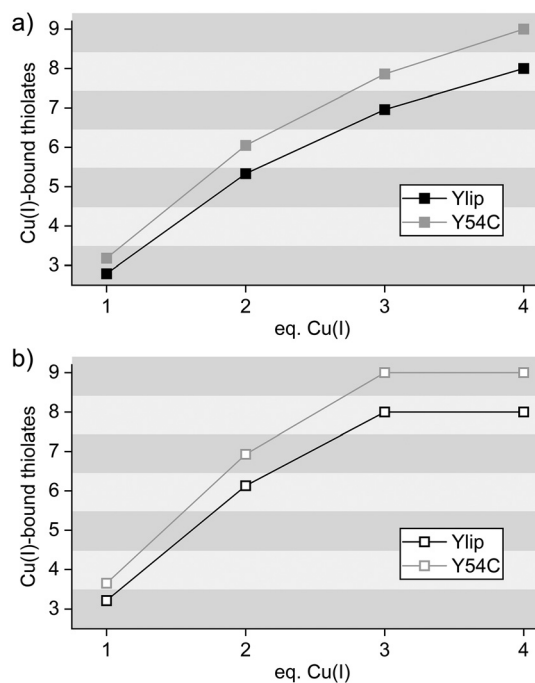 a)
9
8
7
6
5
4
3
Cu(I)-bound thiolates
Ylip
Y54C
1 2 3 4
eq. Cu(I)
b)
9
8
7
6
5
4
3
Cu(I)-bound thiolates
Ylip
Y54C
1 2 3 4
eq. Cu(I)